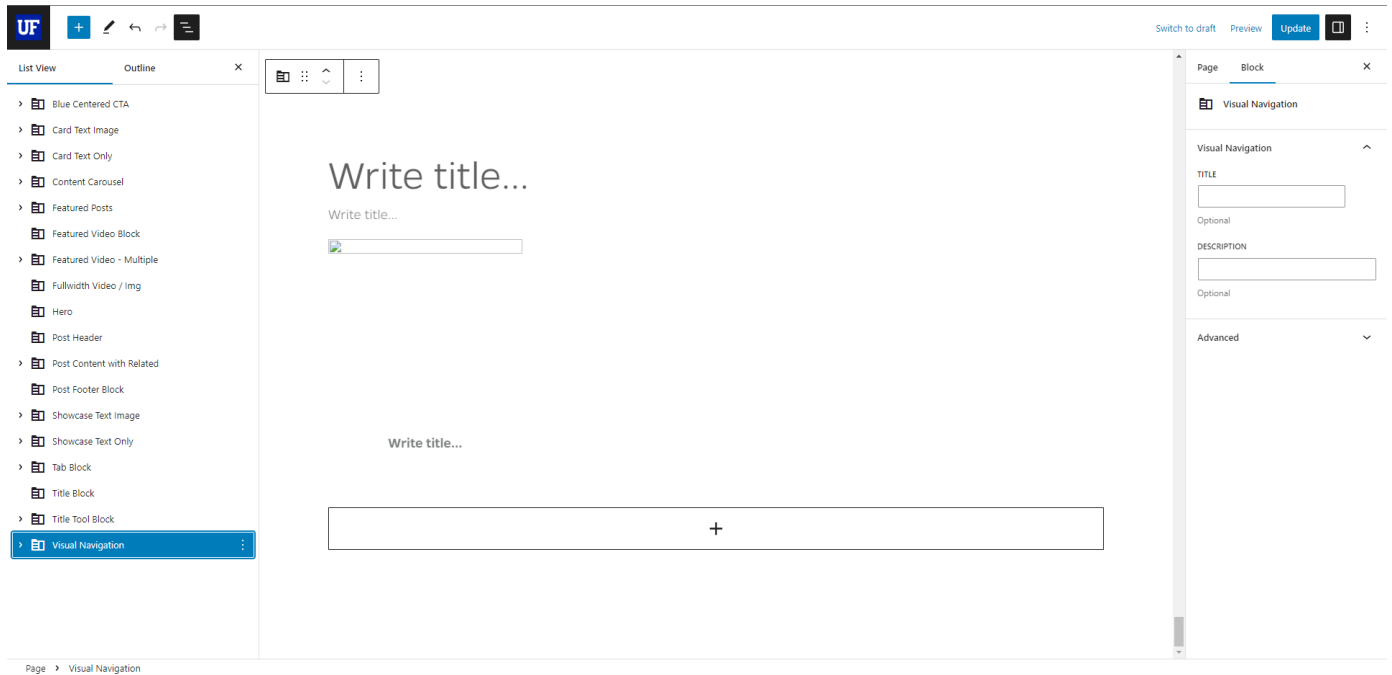 UF
Switch to draft Preview Update
List View Outline
Blue Centered CTA
Card Text Image
Card Text Only
Content Carousel
Featured Posts
Featured Video Block
Featured Video - Multiple
Fullwidth Video / Img
Hero
Post Header
Post Content with Related
Post Footer Block
Showcase Text Image
Showcase Text Only
Tab Block
Title Block
Title Tool Block
Visual Navigation
Write title...
Write title...
Write title...
Page Block
Visual Navigation
Visual Navigation
TITLE
Optional
DESCRIPTION
Optional
Advanced
Page > Visual Navigation